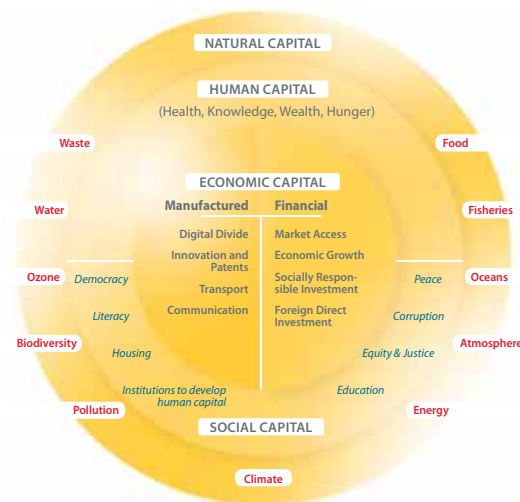 NATURAL CAPITAL
HUMAN CAPITAL
(Health, Knowledge, Wealth, Hunger)
Waste
Food
ECONOMIC CAPITAL
Manufactured
Financial
Water
Fisheries
Digital Divide
Market Access
Innovation and
Patents
Economic Growth
Ozone
Democracy
Transport
Socially Respon-
sible Investment
Peace
Oceans
Literacy
Communication
Foreign Direct
Investment
Corruption
Biodiversity
Housing
Equity & Justice
Atmosphere
Institutions to develop
human capital
Education
Pollution
Energy
SOCIAL CAPITAL
Climate